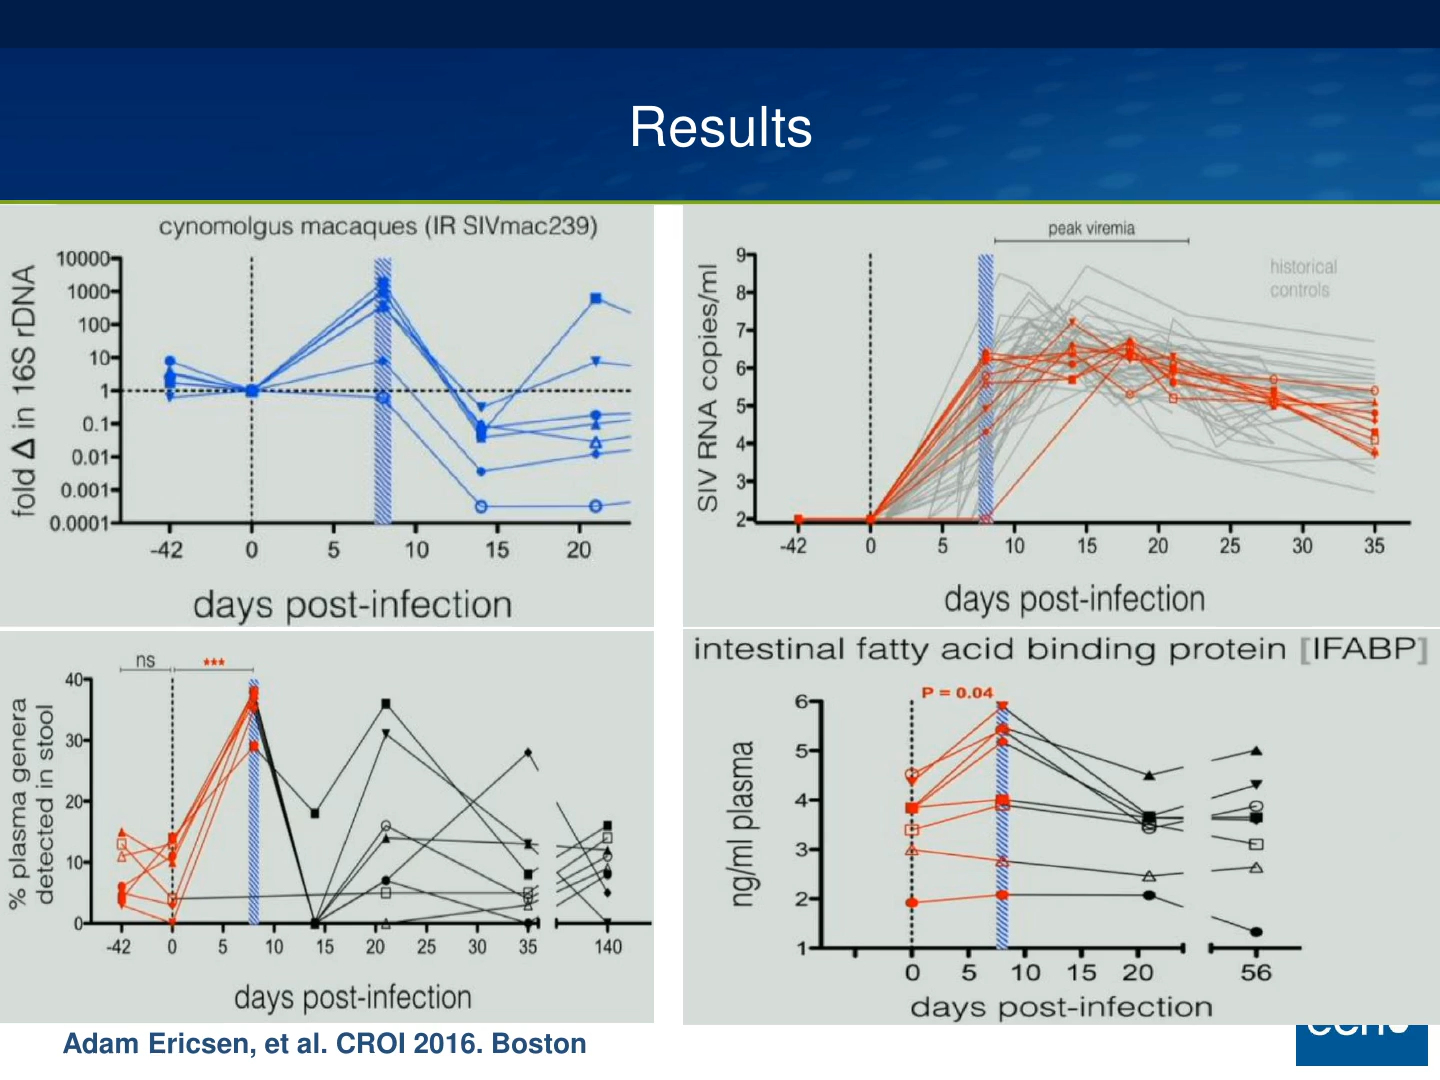 Results
cynomolgus macaques (IR SIVmac239)
fold Δ in 16S rDNA
10000
1000
100
10
1
0.1
0.01
0.001
0.0001
-42 0 5 10 15 20
days post-infection
peak viremia
historical
controls
SIV RNA copies/ml
9
8
7
6
5
4
3
2
-42 0 5 10 15 20 25 30 35
days post-infection
ns ***
% plasma genera
detected in stool
40
30
20
10
0
-42 0 5 10 15 20 25 30 35 140
days post-infection
intestinal fatty acid binding protein [IFABP]
P = 0.04
ng/ml plasma
6
5
4
3
2
1
0 5 10 15 20 56
days post-infection
Adam Ericsen, et al. CROI 2016. Boston